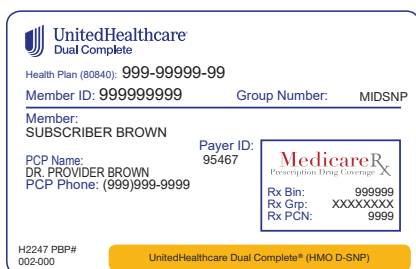 UnitedHealthcare®
Dual Complete
Health Plan (80840): 999-99999-99
Member ID: 999999999 Group Number: MIDSNP
Member:
SUBSCRIBER BROWN
Payer ID:
95467
PCP Name:
DR. PROVIDER BROWN
PCP Phone: (999)999-9999
MedicareRx
Prescription Drug Coverage X
Rx Bin: 999999
Rx Grp: XXXXXXXX
Rx PCN: 9999
H2247 PBP#
002-000
UnitedHealthcare Dual Complete® (HMO D-SNP)